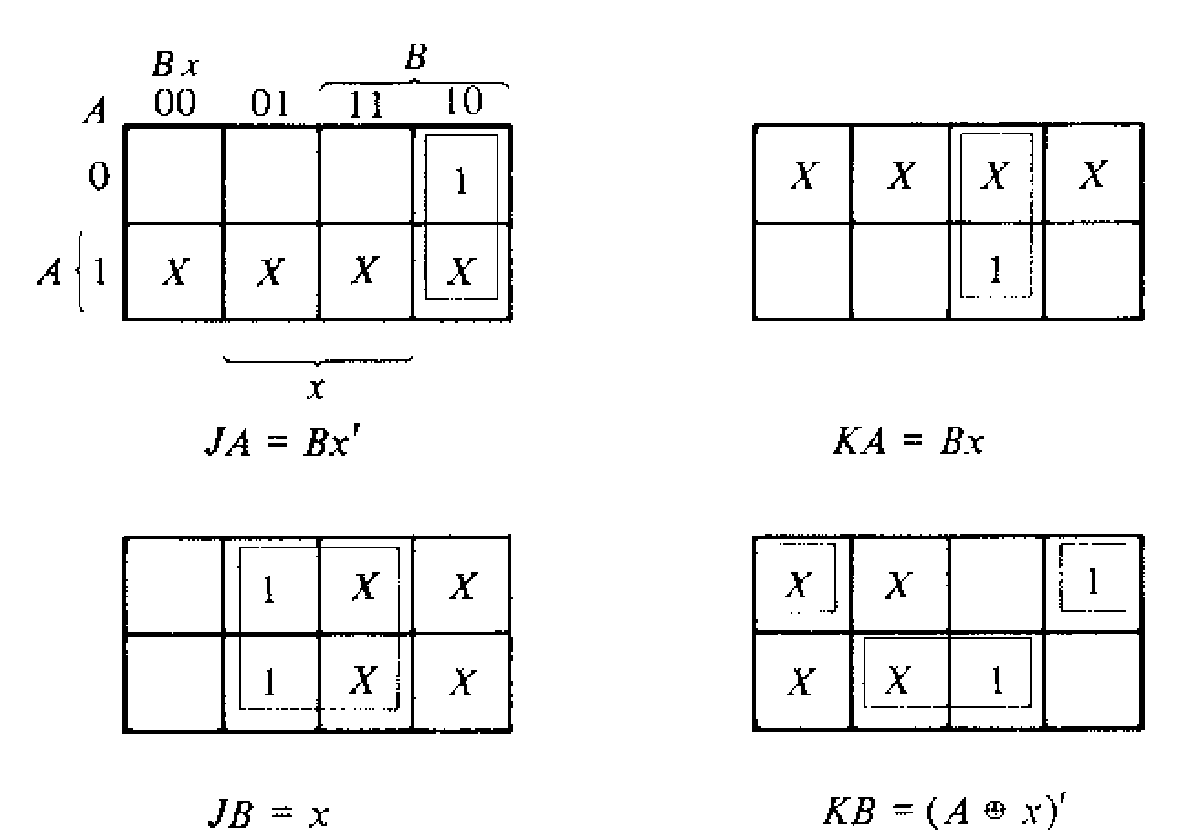 B x
B
A 00 01 11 10
0 1
A 1 X X X X
x
JA = Bx'
X X X X
1
KA = Bx
1 X X
1 X X
JB = x
X X 1
X X 1
KB = (A ⊕ x)'